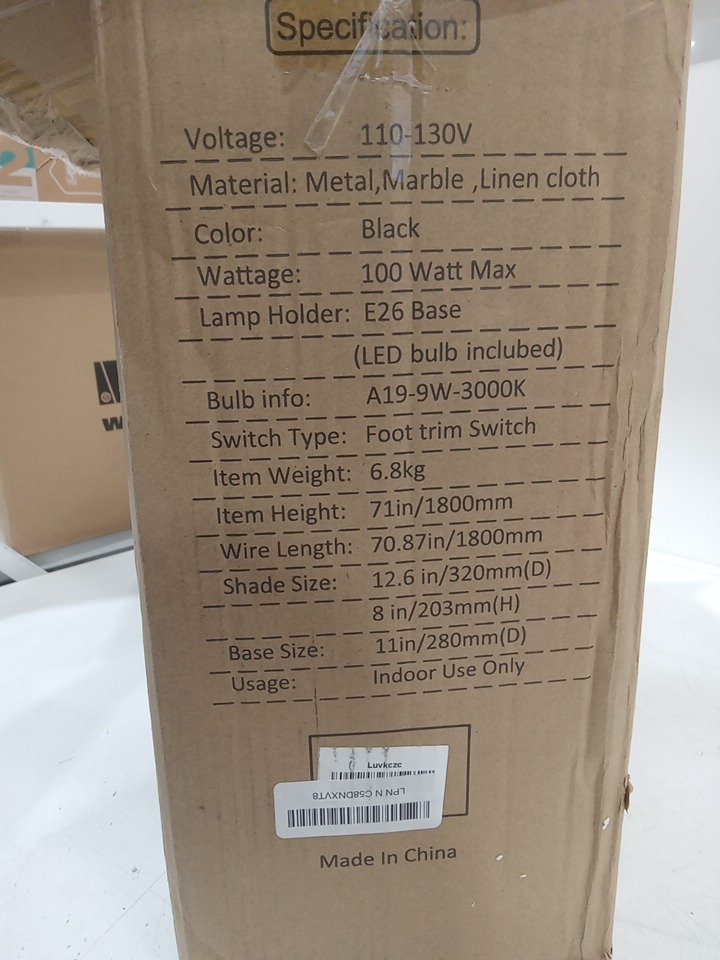 Specification:
Voltage: 110-130V
Material: Metal,Marble ,Linen cloth
Color: Black
Wattage: 100 Watt Max
Lamp Holder: E26 Base
(LED bulb inclubed)
Bulb info: A19-9W-3000K
Switch Type: Foot trim Switch
Item Weight: 6.8kg
Item Height: 71in/1800mm
Wire Length: 70.87in/1800mm
Shade Size: 12.6 in/320mm(D)
8 in/203mm(H)
Base Size: 11in/280mm(D)
Usage: Indoor Use Only
Luvkczc
LPN N C58DNXVT8
Made In China
2
W